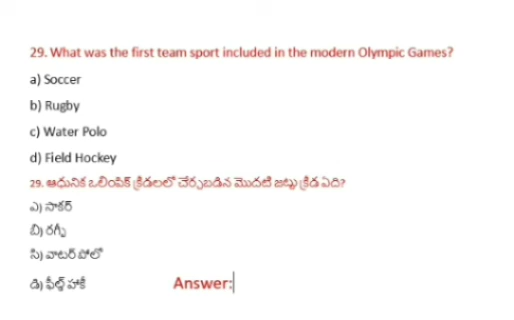 29. What was the first team sport included in the modern Olympic Games?
a) Soccer
b) Rugby
c) Water Polo
d) Field Hockey
29. ఆధునిక ఒలింపిక్ క్రీడలలో చేర్చబడిన మొదటి జట్టు క్రీడ ఏది?
ఎ) సాకర్
బి) రగ్బీ
సి) వాటర్ పోలో
డి) ఫీల్డ్ హాకీ Answer: